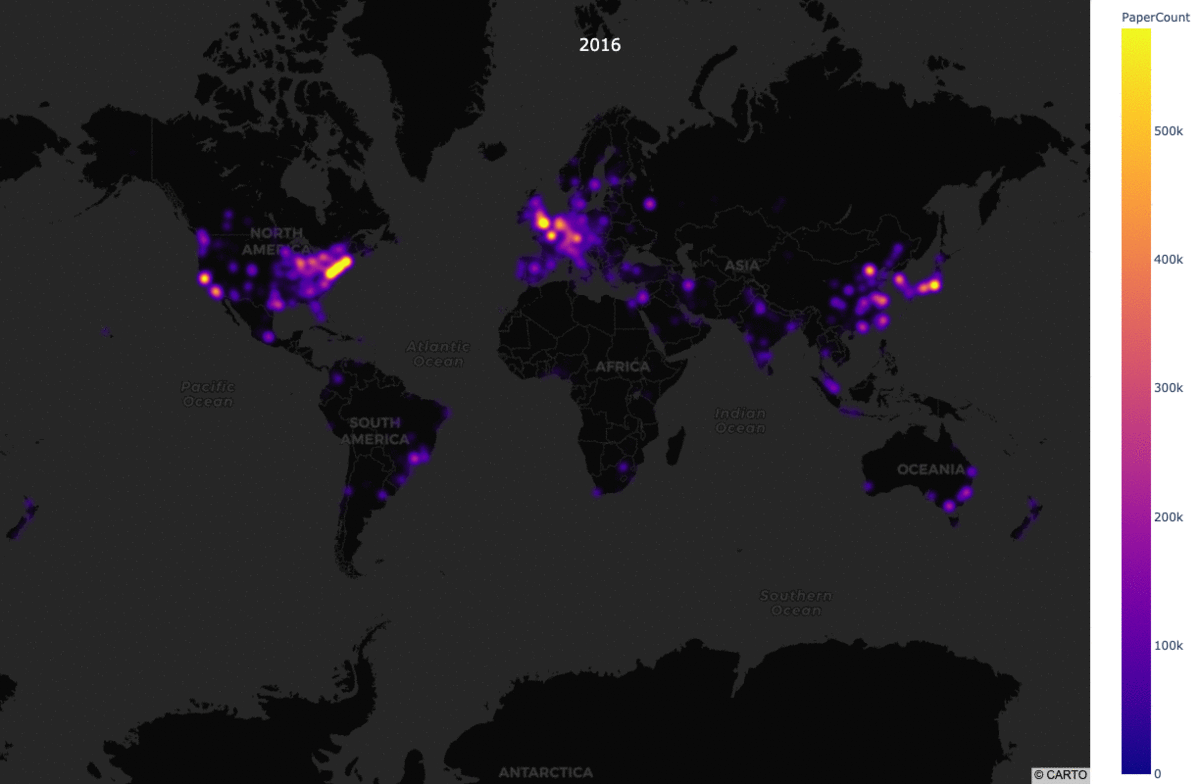 PaperCount
2016
500k
400k
300k
200k
100k
0
NORTH
AMERICA
ASIA
Atlantic
Ocean
AFRICA
Pacific
Ocean
Indian
Ocean
SOUTH
AMERICA
OCEANIA
Southern
Ocean
ANTARCTICA
© CARTO